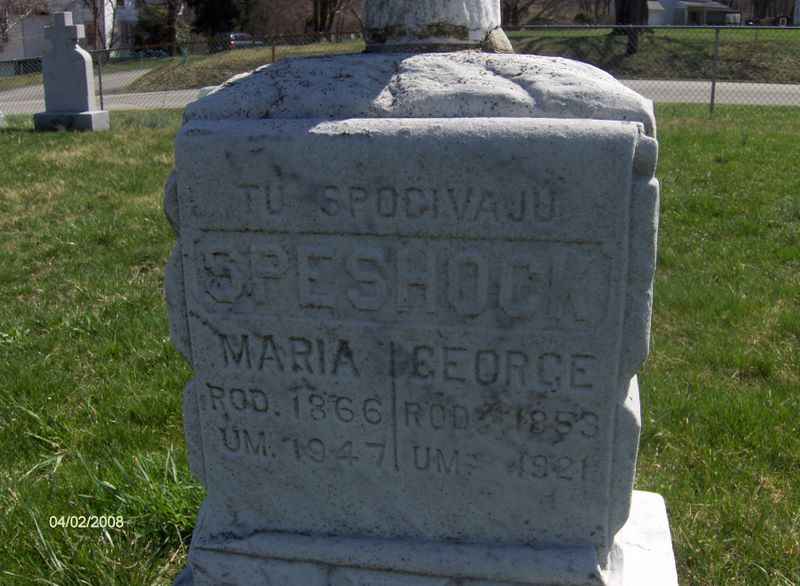 TU SPOCIVAJU
SPESHOCK
MARIA GEORGE
ROD. 1866 ROD. 1853
UM. 1947 UM. 1921
04/02/2008